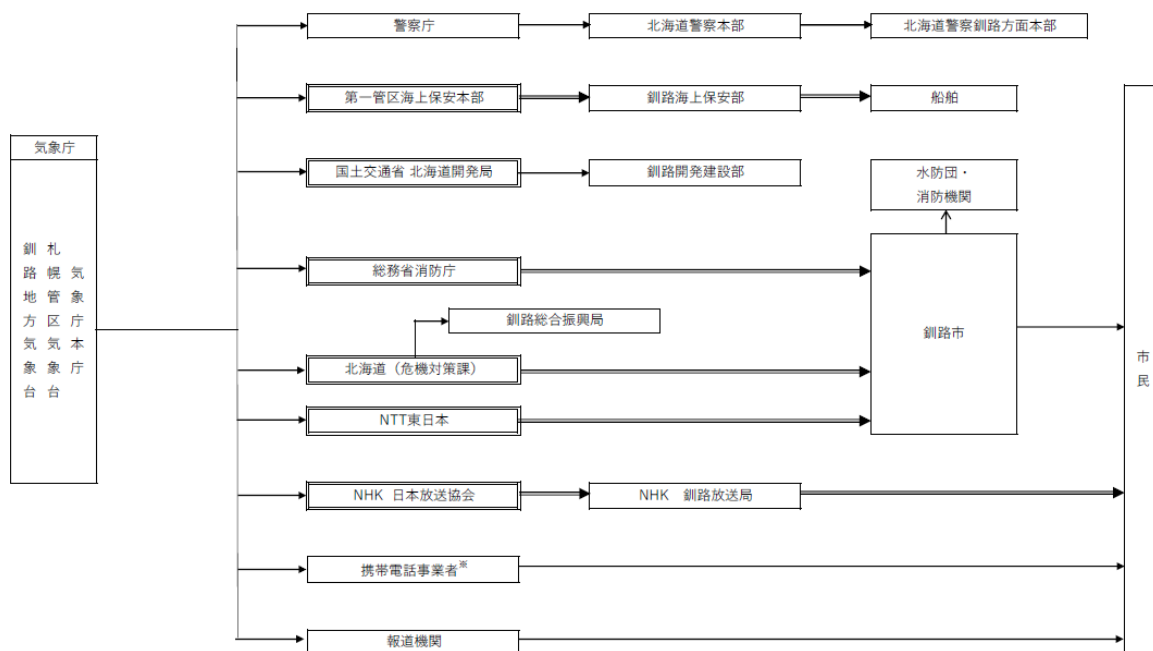 警察庁
北海道警察本部
北海道警察釧路方面本部
第一管区海上保安本部
釧路海上保安部
船舶
気象庁
国土交通省 北海道開発局
釧路開発建設部
水防団・
消防機関
気象庁本庁
札幌管区気象台
釧路地方気象台
総務省消防庁
釧路総合振興局
釧路市
北海道（危機対策課）
市民
NTT東日本
NHK 日本放送協会
NHK 釧路放送局
携帯電話事業者※
報道機関